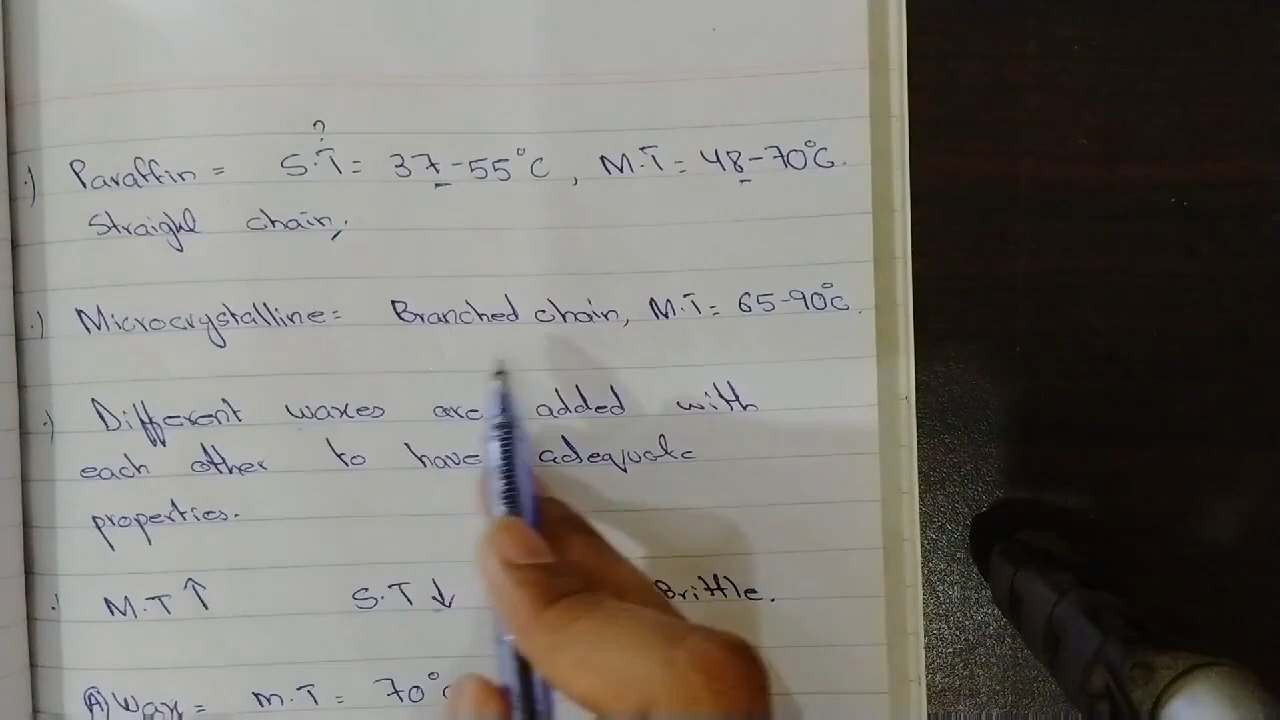 ?
.) Paraffin = S.T = 37-55°C, M.T = 48-70°C.
Straight chain,
.) Microcrystalline = Branched chain, M.T = 65-90°C.
.) Different waxes are added with
each other to have adequate
properties.
.) M.T ↑ S.T ↓ Brittle.
(A) Wax = M.T = 70°C